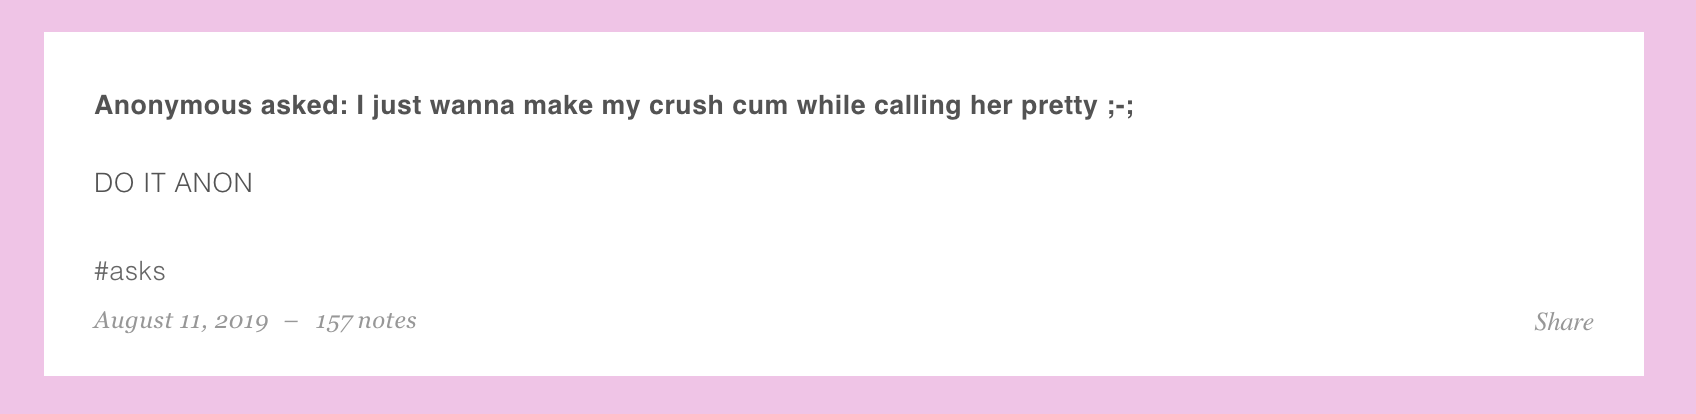 Anonymous asked: I just wanna make my crush cum while calling her pretty ;-;
DO IT ANON
#asks
August 11, 2019 – 157 notes
Share